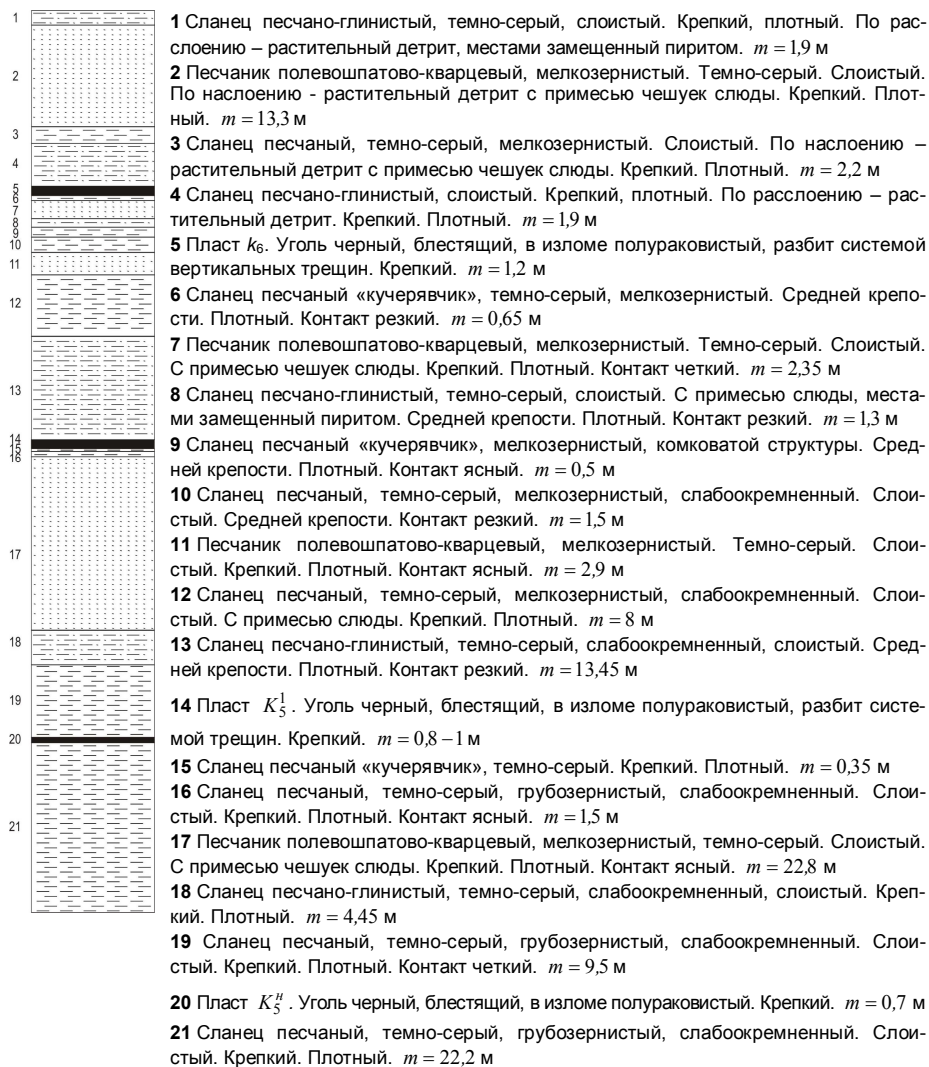 1 Сланец песчано-глинистый, темно-серый, слоистый. Крепкий, плотный. По рас-
слоению – растительный детрит, местами замещенный пиритом. m = 1,9 м
2 Песчаник полевошпатово-кварцевый, мелкозернистый. Темно-серый. Слоистый.
По наслоению - растительный детрит с примесью чешуек слюды. Крепкий. Плот-
ный. m = 13,3 м
3 Сланец песчаный, темно-серый, мелкозернистый. Слоистый. По наслоению –
растительный детрит с примесью чешуек слюды. Крепкий. Плотный. m = 2,2 м
4 Сланец песчано-глинистый, слоистый. Крепкий, плотный. По расслоению – рас-
тительный детрит. Крепкий. Плотный. m = 1,9 м
5 Пласт k₆. Уголь черный, блестящий, в изломе полураковистый, разбит системой
вертикальных трещин. Крепкий. m = 1,2 м
6 Сланец песчаный «кучерявчик», темно-серый, мелкозернистый. Средней крепо-
сти. Плотный. Контакт резкий. m = 0,65 м
7 Песчаник полевошпатово-кварцевый, мелкозернистый. Темно-серый. Слоистый.
С примесью чешуек слюды. Крепкий. Плотный. Контакт четкий. m = 2,35 м
8 Сланец песчано-глинистый, темно-серый, слоистый. С примесью слюды, места-
ми замещенный пиритом. Средней крепости. Плотный. Контакт резкий. m = 1,3 м
9 Сланец песчаный «кучерявчик», мелкозернистый, комковатой структуры. Сред-
ней крепости. Плотный. Контакт ясный. m = 0,5 м
10 Сланец песчаный, темно-серый, мелкозернистый, слабоокремненный. Слои-
стый. Средней крепости. Контакт резкий. m = 1,5 м
11 Песчаник полевошпатово-кварцевый, мелкозернистый. Темно-серый. Слои-
стый. Крепкий. Плотный. Контакт ясный. m = 2,9 м
12 Сланец песчаный, темно-серый, мелкозернистый, слабоокремненный. Слои-
стый. С примесью слюды. Крепкий. Плотный. m = 8 м
13 Сланец песчано-глинистый, темно-серый, слабоокремненный, слоистый. Сред-
ней крепости. Плотный. Контакт резкий. m = 13,45 м
14 Пласт K₅¹ . Уголь черный, блестящий, в изломе полураковистый, разбит систе-
мой трещин. Крепкий. m = 0,8 – 1 м
15 Сланец песчаный «кучерявчик», темно-серый. Крепкий. Плотный. m = 0,35 м
16 Сланец песчаный, темно-серый, грубозернистый, слабоокремненный. Слои-
стый. Крепкий. Плотный. Контакт ясный. m = 1,5 м
17 Песчаник полевошпатово-кварцевый, мелкозернистый, темно-серый. Слоистый.
С примесью чешуек слюды. Крепкий. Плотный. Контакт ясный. m = 22,8 м
18 Сланец песчано-глинистый, темно-серый, слабоокремненный, слоистый. Креп-
кий. Плотный. m = 4,45 м
19 Сланец песчаный, темно-серый, грубозернистый, слабоокремненный. Слои-
стый. Крепкий. Плотный. Контакт четкий. m = 9,5 м
20 Пласт K₅ᴴ . Уголь черный, блестящий, в изломе полураковистый. Крепкий. m = 0,7 м
21 Сланец песчаный, темно-серый, грубозернистый, слабоокремненный. Слои-
стый. Крепкий. Плотный. m = 22,2 м
1
2
3
4
5
6
7
8
9
10
11
12
13
14
15
16
17
18
19
20
21